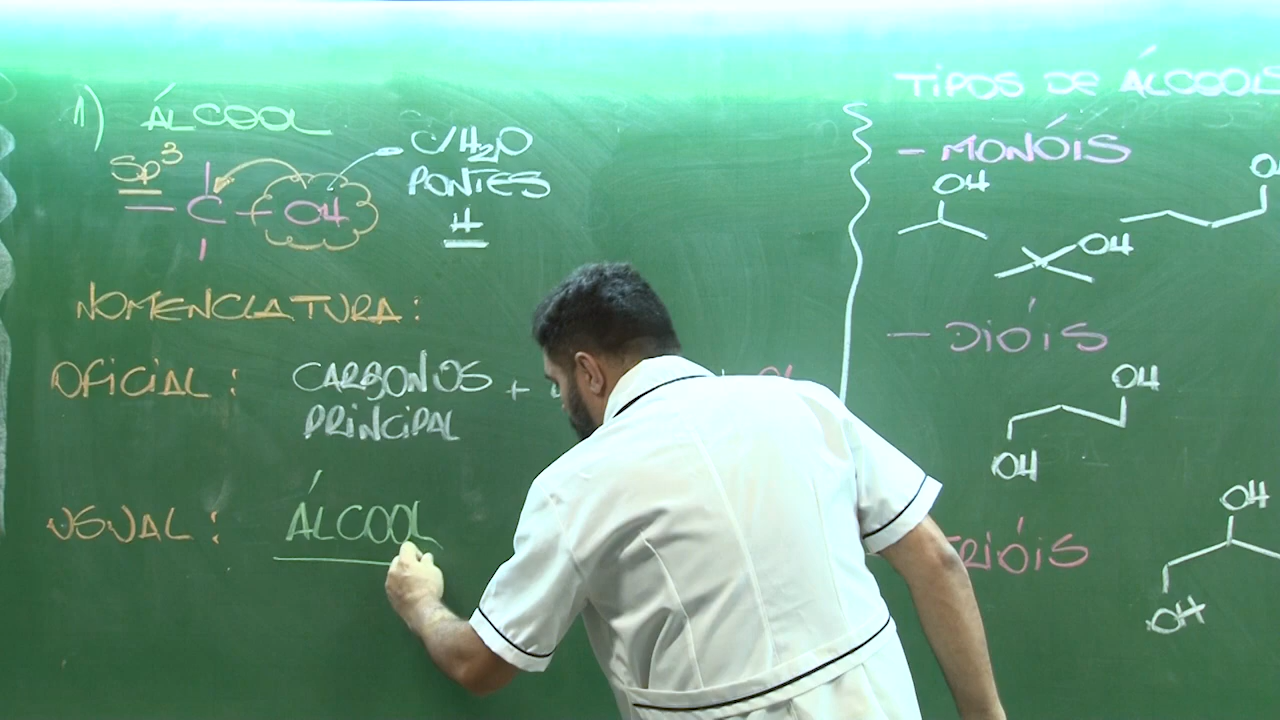 1) ÁLCOOL
Sp³
C - OH
C/H₂O
PONTES
H
NOMENCLATURA:
OFICIAL: CARBONOS + + OL
PRINCIPAL
USUAL: ÁLCOOL
TIPOS DE ÁLCOOIS
- MONÓIS
OH
OH
- DIÓIS
OH
OH
TRIÓIS
OH
OH